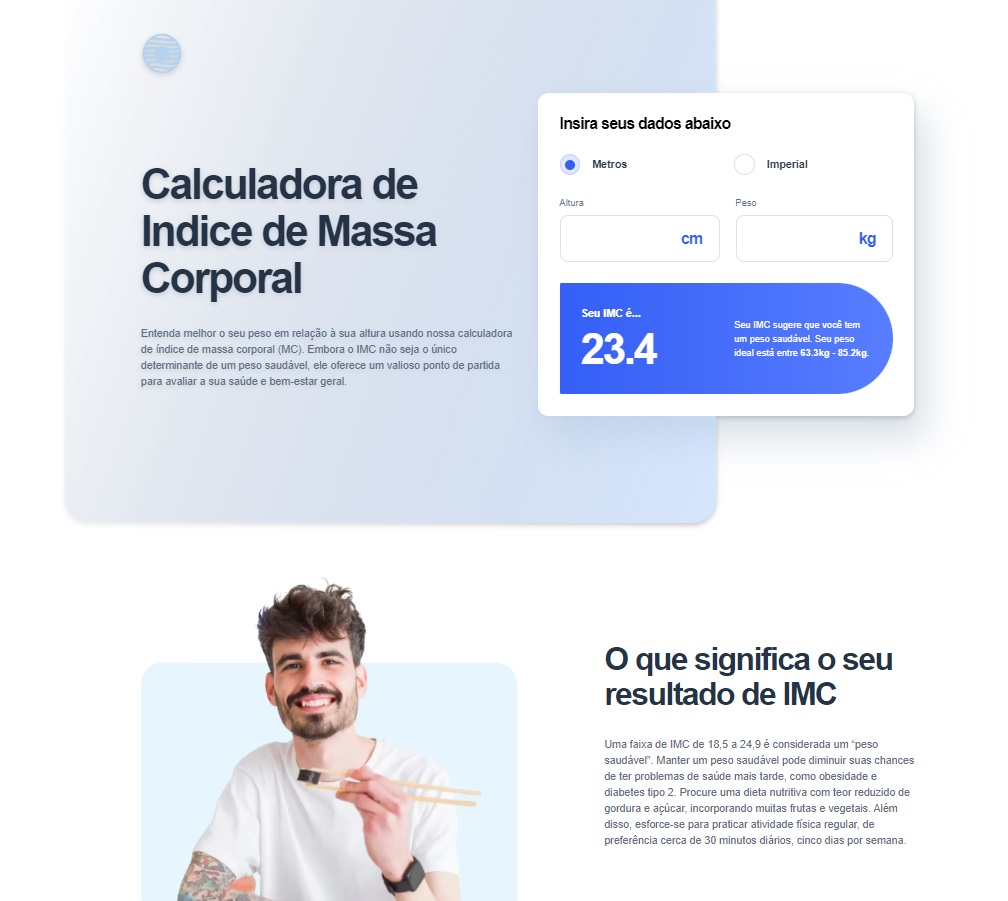 Calculadora de
Indice de Massa
Corporal
Entenda melhor o seu peso em relação à sua altura usando nossa calculadora
de índice de massa corporal (MC). Embora o IMC não seja o único
determinante de um peso saudável, ele oferece um valioso ponto de partida
para avaliar a sua saúde e bem-estar geral.
Insira seus dados abaixo
Metros
Imperial
Altura
Peso
cm
kg
Seu IMC é...
23.4
Seu IMC sugere que você tem
um peso saudável. Seu peso
ideal está entre 63.3kg - 85.2kg.
O que significa o seu
resultado de IMC
Uma faixa de IMC de 18,5 a 24,9 é considerada um “peso
saudável”. Manter um peso saudável pode diminuir suas chances
de ter problemas de saúde mais tarde, como obesidade e
diabetes tipo 2. Procure uma dieta nutritiva com teor reduzido de
gordura e açúcar, incorporando muitas frutas e vegetais. Além
disso, esforce-se para praticar atividade física regular, de
preferência cerca de 30 minutos diários, cinco dias por semana.